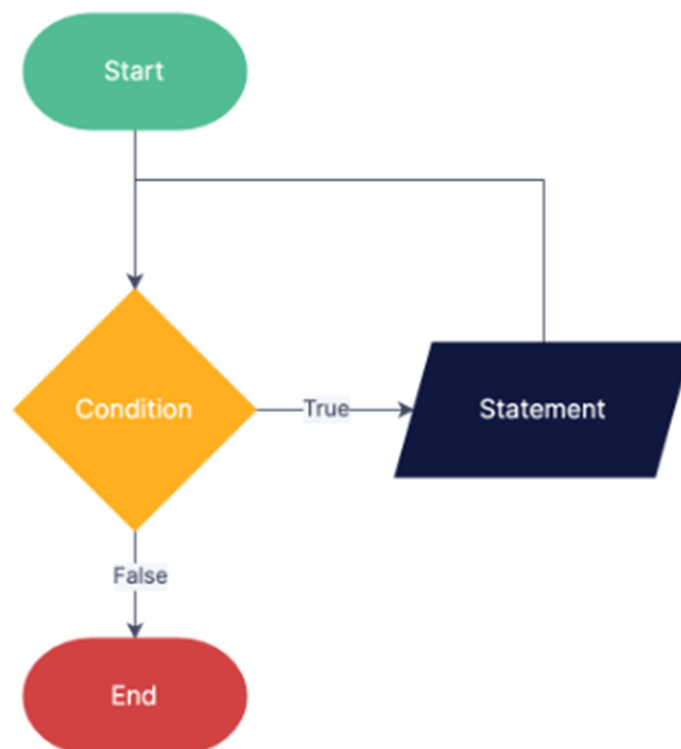 Start
Condition
True
Statement
False
End